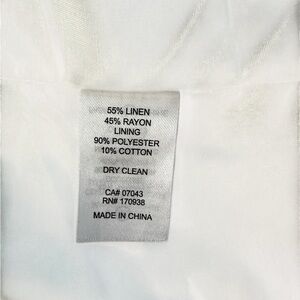 55% LINEN
45% RAYON
LINING
90% POLYESTER
10% COTTON
DRY CLEAN
CA# 07043
RN# 170938
MADE IN CHINA